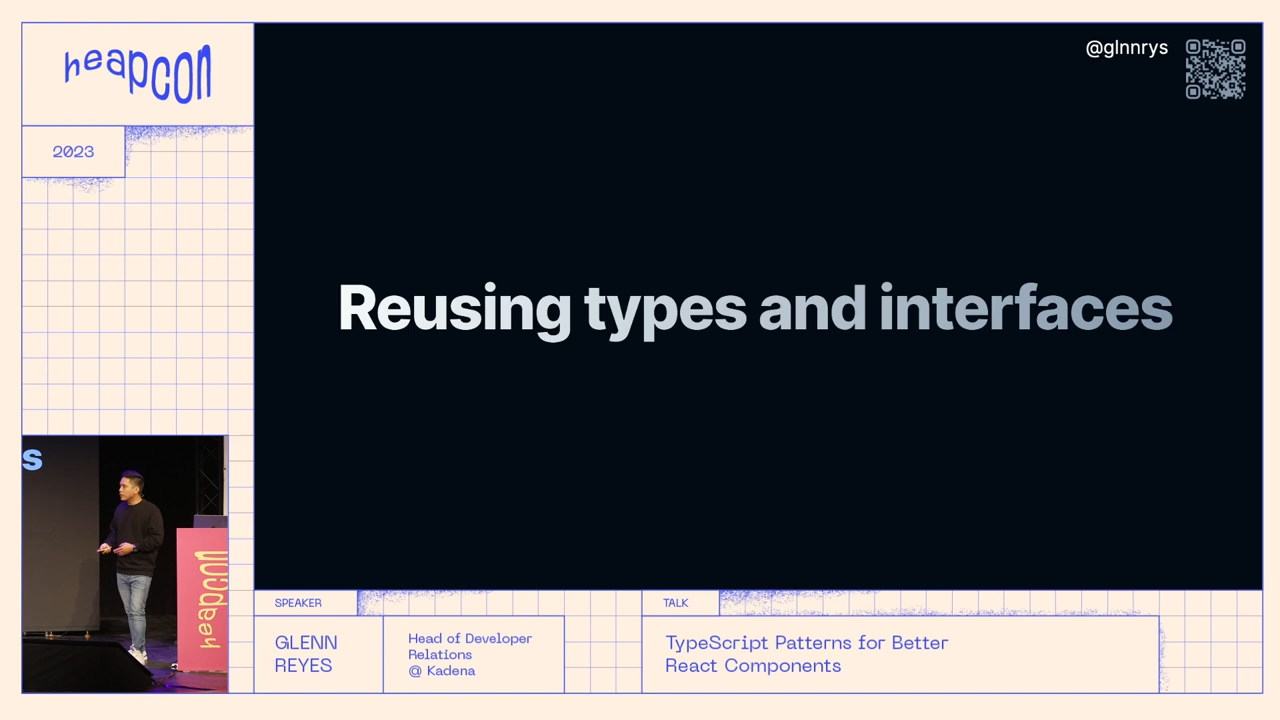 heapcon
2023
@glnnrys
Reusing types and interfaces
s
heapcon
SPEAKER
GLENN
REYES
Head of Developer
Relations
@ Kadena
TALK
TypeScript Patterns for Better
React Components